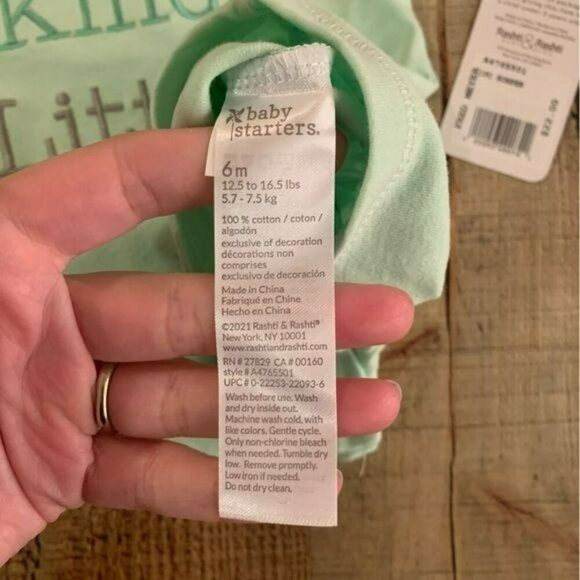 king
Litt
baby
starters®
6m
12.5 to 16.5 lbs
5.7 - 7.5 kg
100 % cotton / coton /
algodón
exclusive of decoration
décorations non
comprises
exclusivo de decoración
Made in China
Fabriqué en Chine
Hecho en China
©2021 Rashti & Rashti®
New York, NY 10001
www.rashtiandrashti.com
RN # 27829 CA # 00160
style # A4765501
UPC # 0-22253-22093-6
Wash before use. Wash
and dry inside out.
Machine wash cold, with
like colors. Gentle cycle.
Only non-chlorine bleach
when needed. Tumble dry
low. Remove promptly.
Low iron if needed.
Do not dry clean.
Rashti & Rashti
A4765501